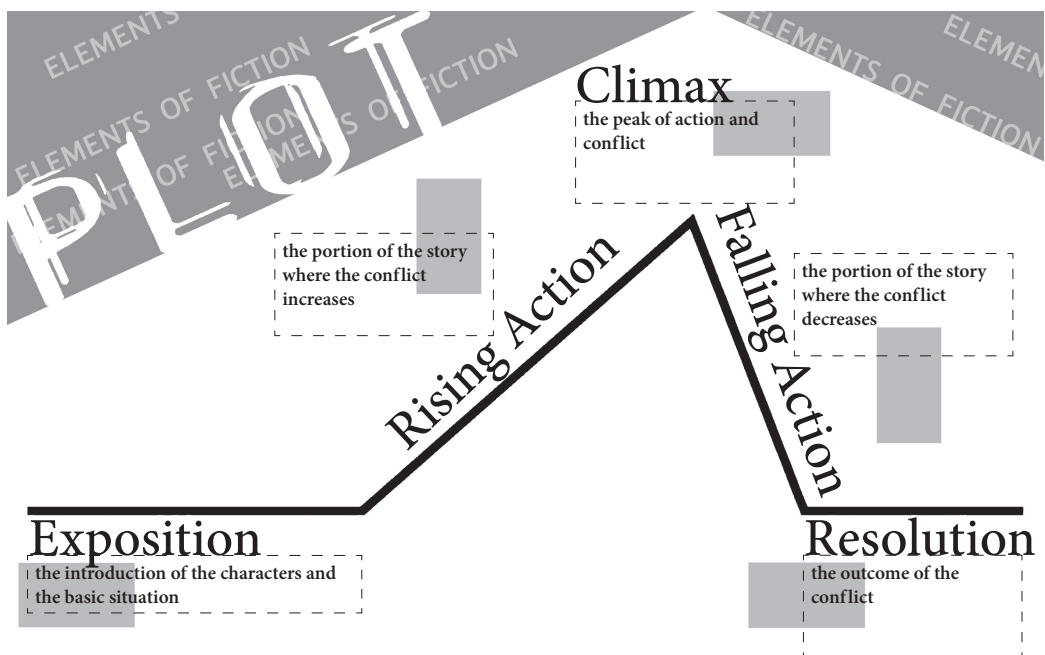 ELEMENTS
ELEMENTS OF FICTION
ELEMENTS OF FICTION
ELEMENTS OF FICTION
PLOT
ELEMENTS OF FICTION
ELEMEN
Climax
the peak of action and
conflict
the portion of the story
where the conflict
increases
Rising Action
Falling Action
the portion of the story
where the conflict
decreases
Exposition
the introduction of the characters and
the basic situation
Resolution
the outcome of the
conflict